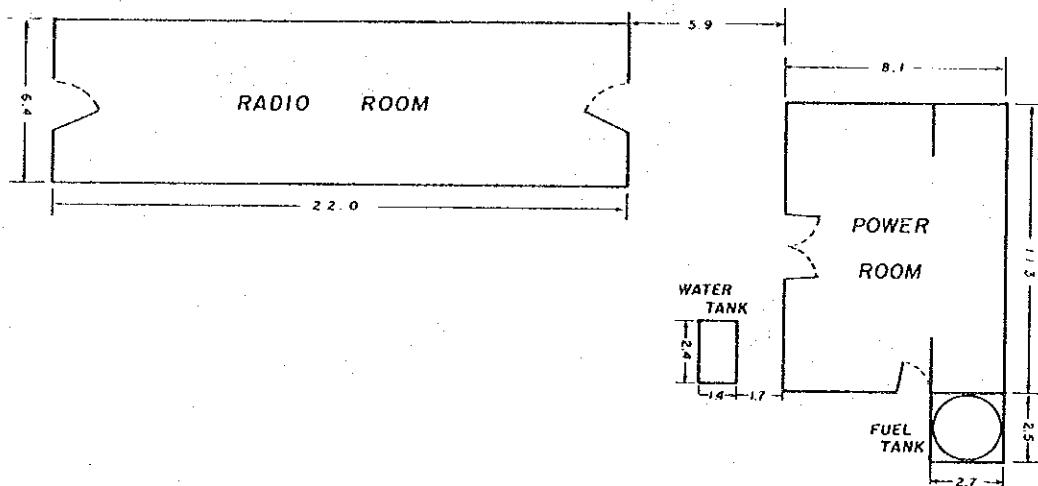 5.9
8.1
6.4
RADIO ROOM
22.0
POWER
ROOM
11.3
WATER
TANK
2.4
1.4
1.7
FUEL
TANK
2.5
2.7